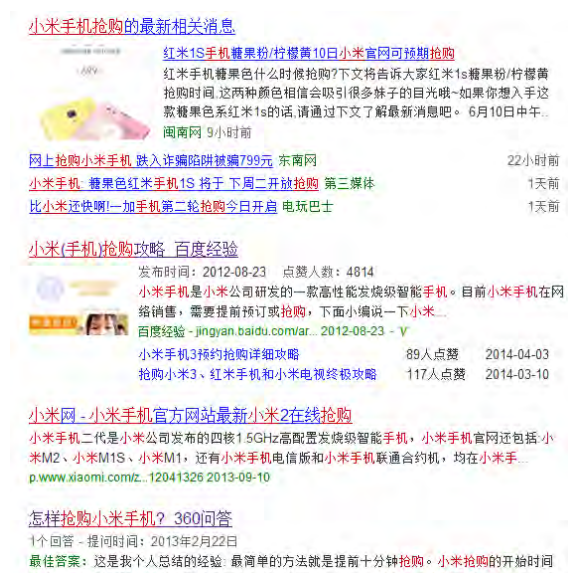 小米手机抢购的最新相关消息
红米1S手机糖果粉/柠檬黄10日小米官网可预期抢购
红米手机糖果色什么时候抢购?下文将告诉大家红米1s糖果粉/柠檬黄
抢购时间.这两种颜色相信会吸引很多妹子的目光哦~如果你想入手这
款糖果色系红米1s的话,请通过下文了解最新消息吧。 6月10日中午..
闽南网 9小时前
网上抢购小米手机 跌入诈骗陷阱被骗799元 东南网 22小时前
小米手机: 糖果色红米手机1S 将于 下周二开放抢购 第三媒体 1天前
比小米还快啊!一加手机第二轮抢购今日开启 电玩巴士 1天前
小米(手机)抢购攻略_百度经验
发布时间: 2012-08-23 点赞人数: 4814
小米手机是小米公司研发的一款高性能发烧级智能手机。目前小米手机在网
络销售，需要提前预订或抢购，下面小编说一下小米...
百度经验 - jingyan.baidu.com/ar... 2012-08-23 - V
小米手机3预约抢购详细攻略 89人点赞 2014-04-03
抢购小米3、红米手机和小米电视终极攻略 117人点赞 2014-03-10
小米网 - 小米手机官方网站最新小米2在线抢购
小米手机二代是小米公司发布的四核1.5GHz高配置发烧级智能手机，小米手机官网还包括:小
米M2、小米M1S、小米M1，还有小米手机电信版和小米手机联通合约机，均在小米手...
p.www.xiaomi.com/z...12041326 2013-09-10
怎样抢购小米手机?_360问答
1个回答 - 提问时间: 2013年2月22日
最佳答案: 这是我个人总结的经验: 最简单的方法就是提前十分钟抢购。小米抢购的开始时间